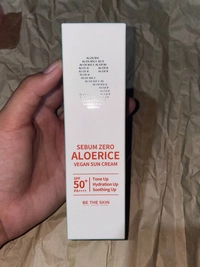 SEBUM ZERO
ALOERICE
VEGAN SUN CREAM
SPF
50+
PA++++
Tone Up
Hydration Up
Soothing Up
BE THE SKIN